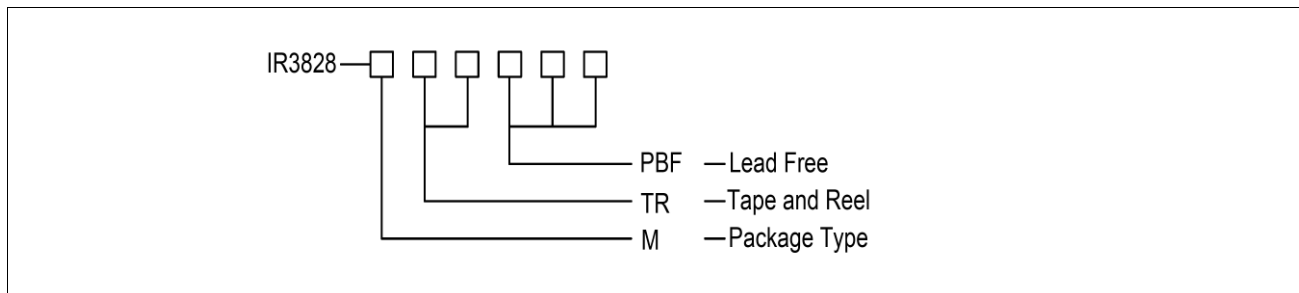 IR3828—□ □ □ □ □ □
PBF —Lead Free
TR —Tape and Reel
M —Package Type